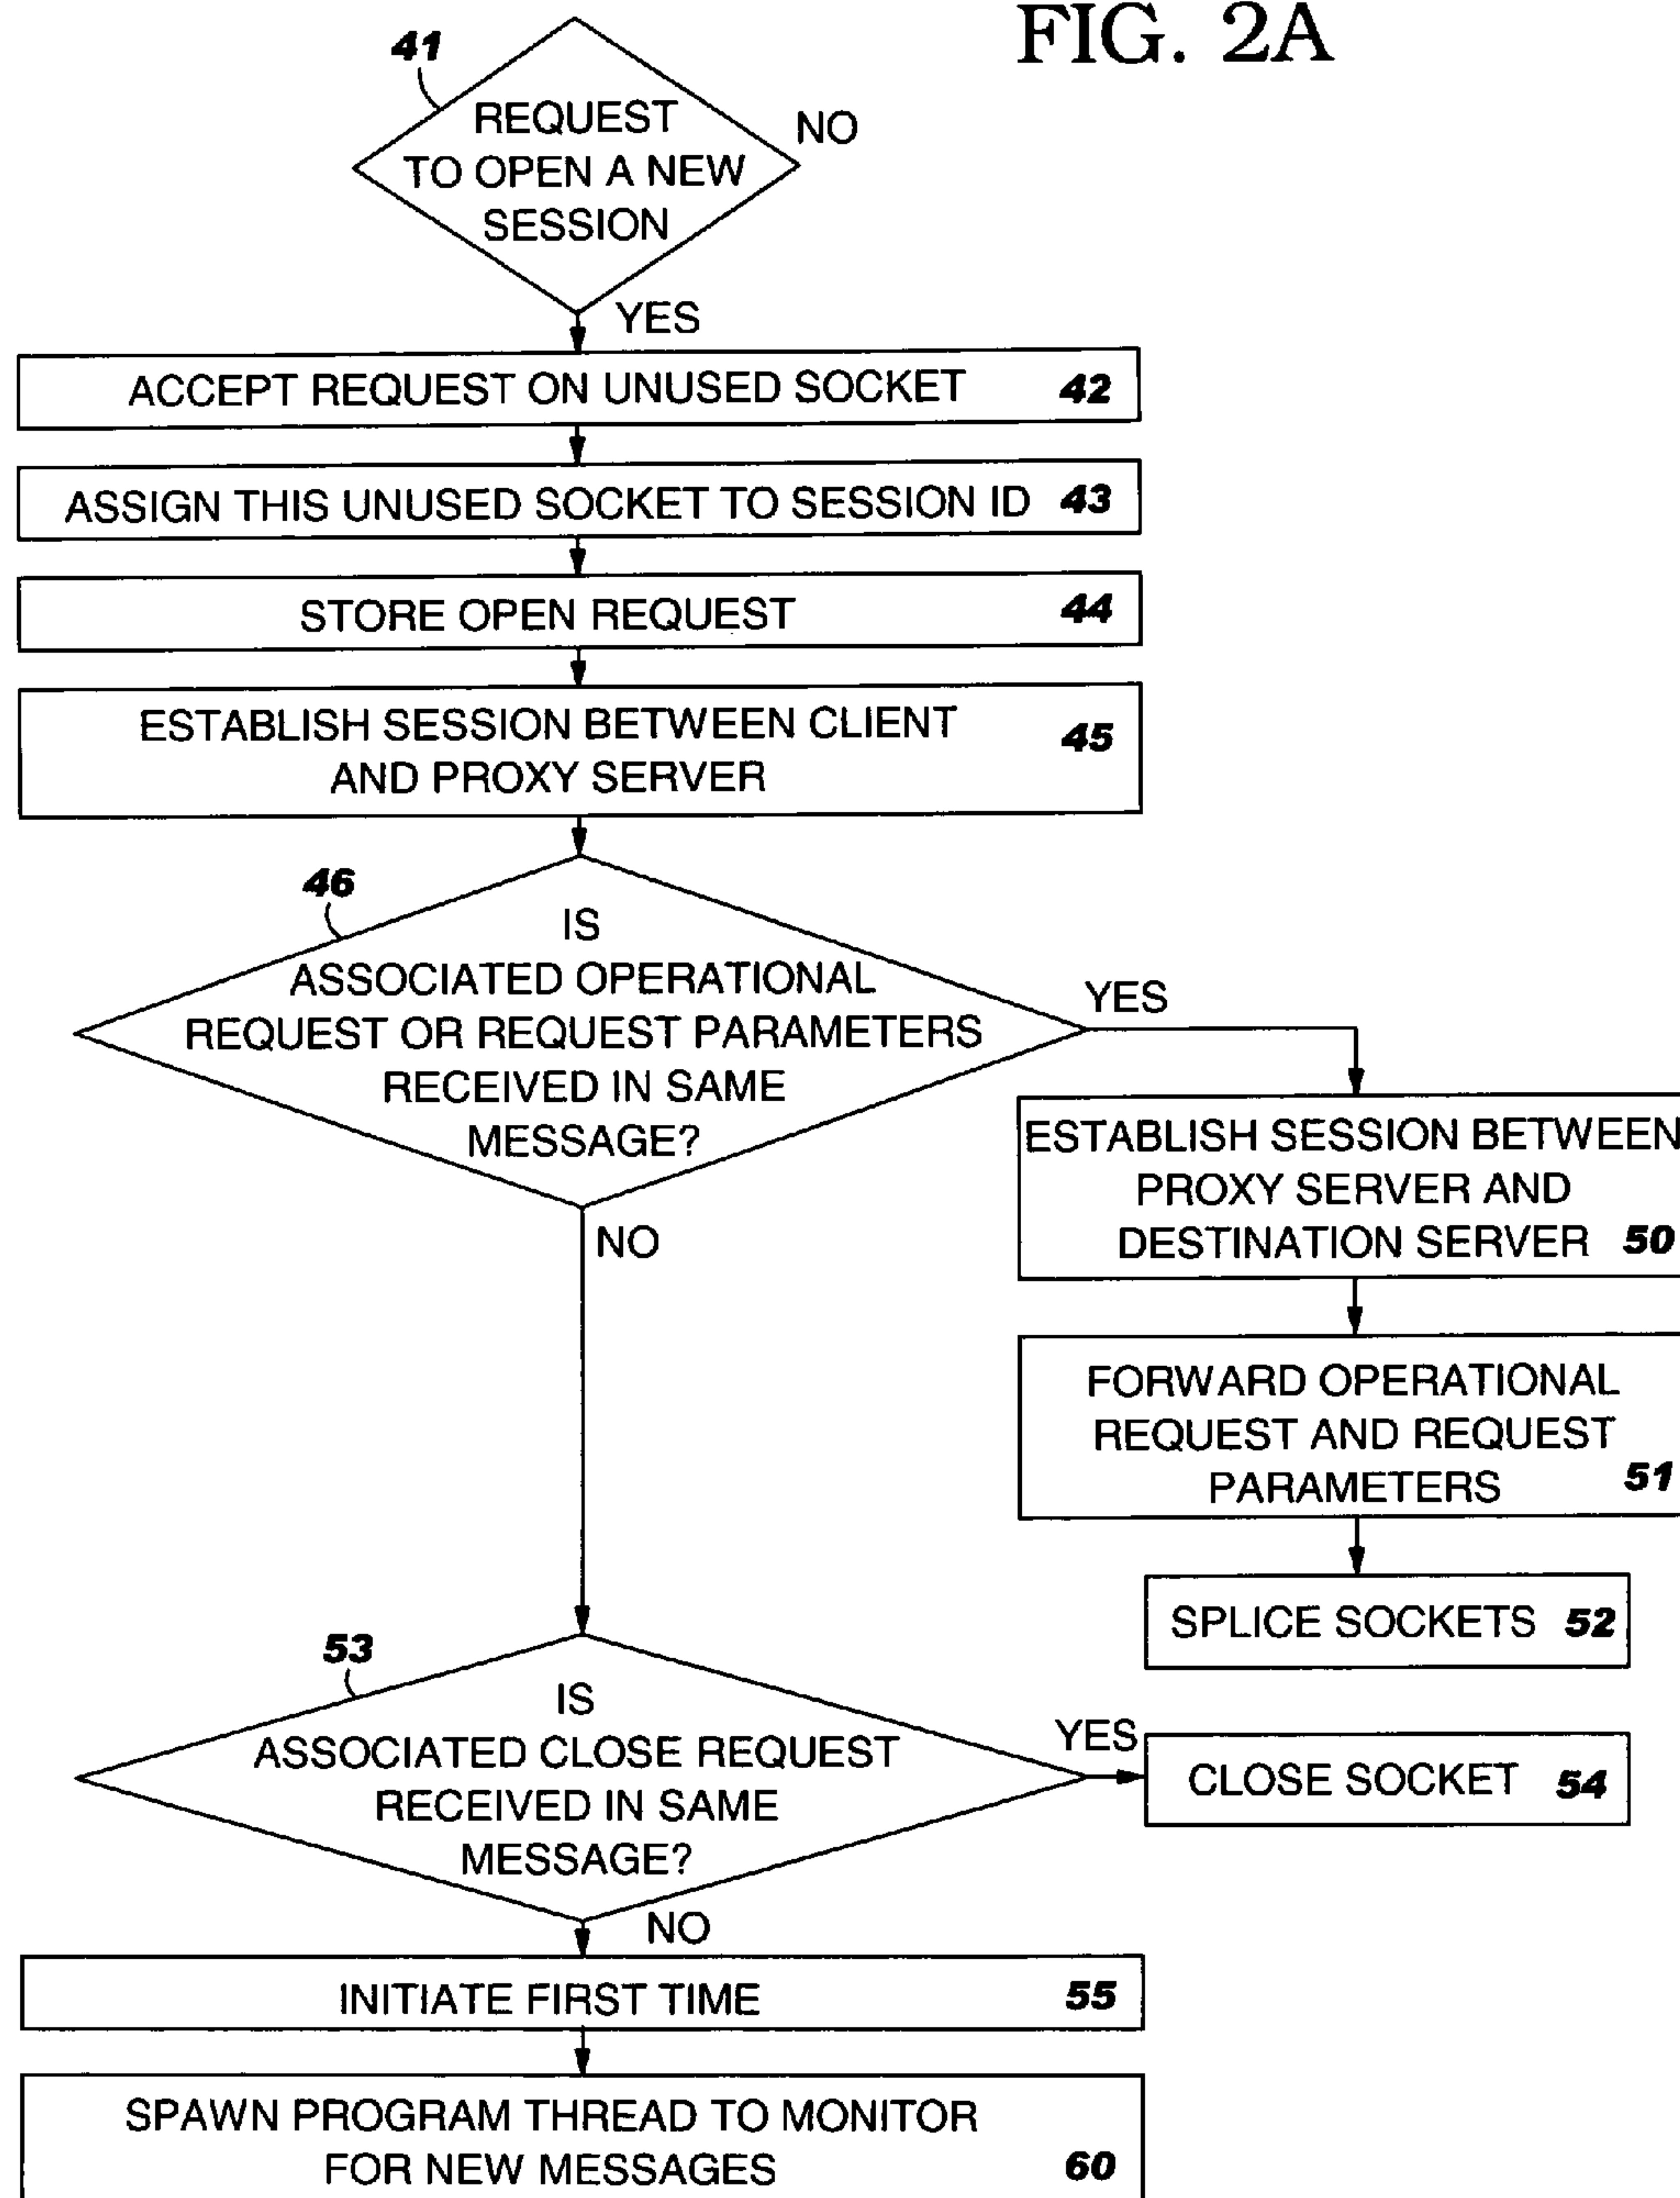 FIG. 2A
41
REQUEST
TO OPEN A NEW
SESSION
NO
YES
ACCEPT REQUEST ON UNUSED SOCKET 42
ASSIGN THIS UNUSED SOCKET TO SESSION ID 43
STORE OPEN REQUEST 44
ESTABLISH SESSION BETWEEN CLIENT
AND PROXY SERVER
45
46
IS
ASSOCIATED OPERATIONAL
REQUEST OR REQUEST PARAMETERS
RECEIVED IN SAME
MESSAGE?
YES
NO
ESTABLISH SESSION BETWEEN
PROXY SERVER AND
DESTINATION SERVER 50
FORWARD OPERATIONAL
REQUEST AND REQUEST
PARAMETERS 51
SPLICE SOCKETS 52
53
IS
ASSOCIATED CLOSE REQUEST
RECEIVED IN SAME
MESSAGE?
YES
CLOSE SOCKET 54
NO
INITIATE FIRST TIME 55
SPAWN PROGRAM THREAD TO MONITOR
FOR NEW MESSAGES 60